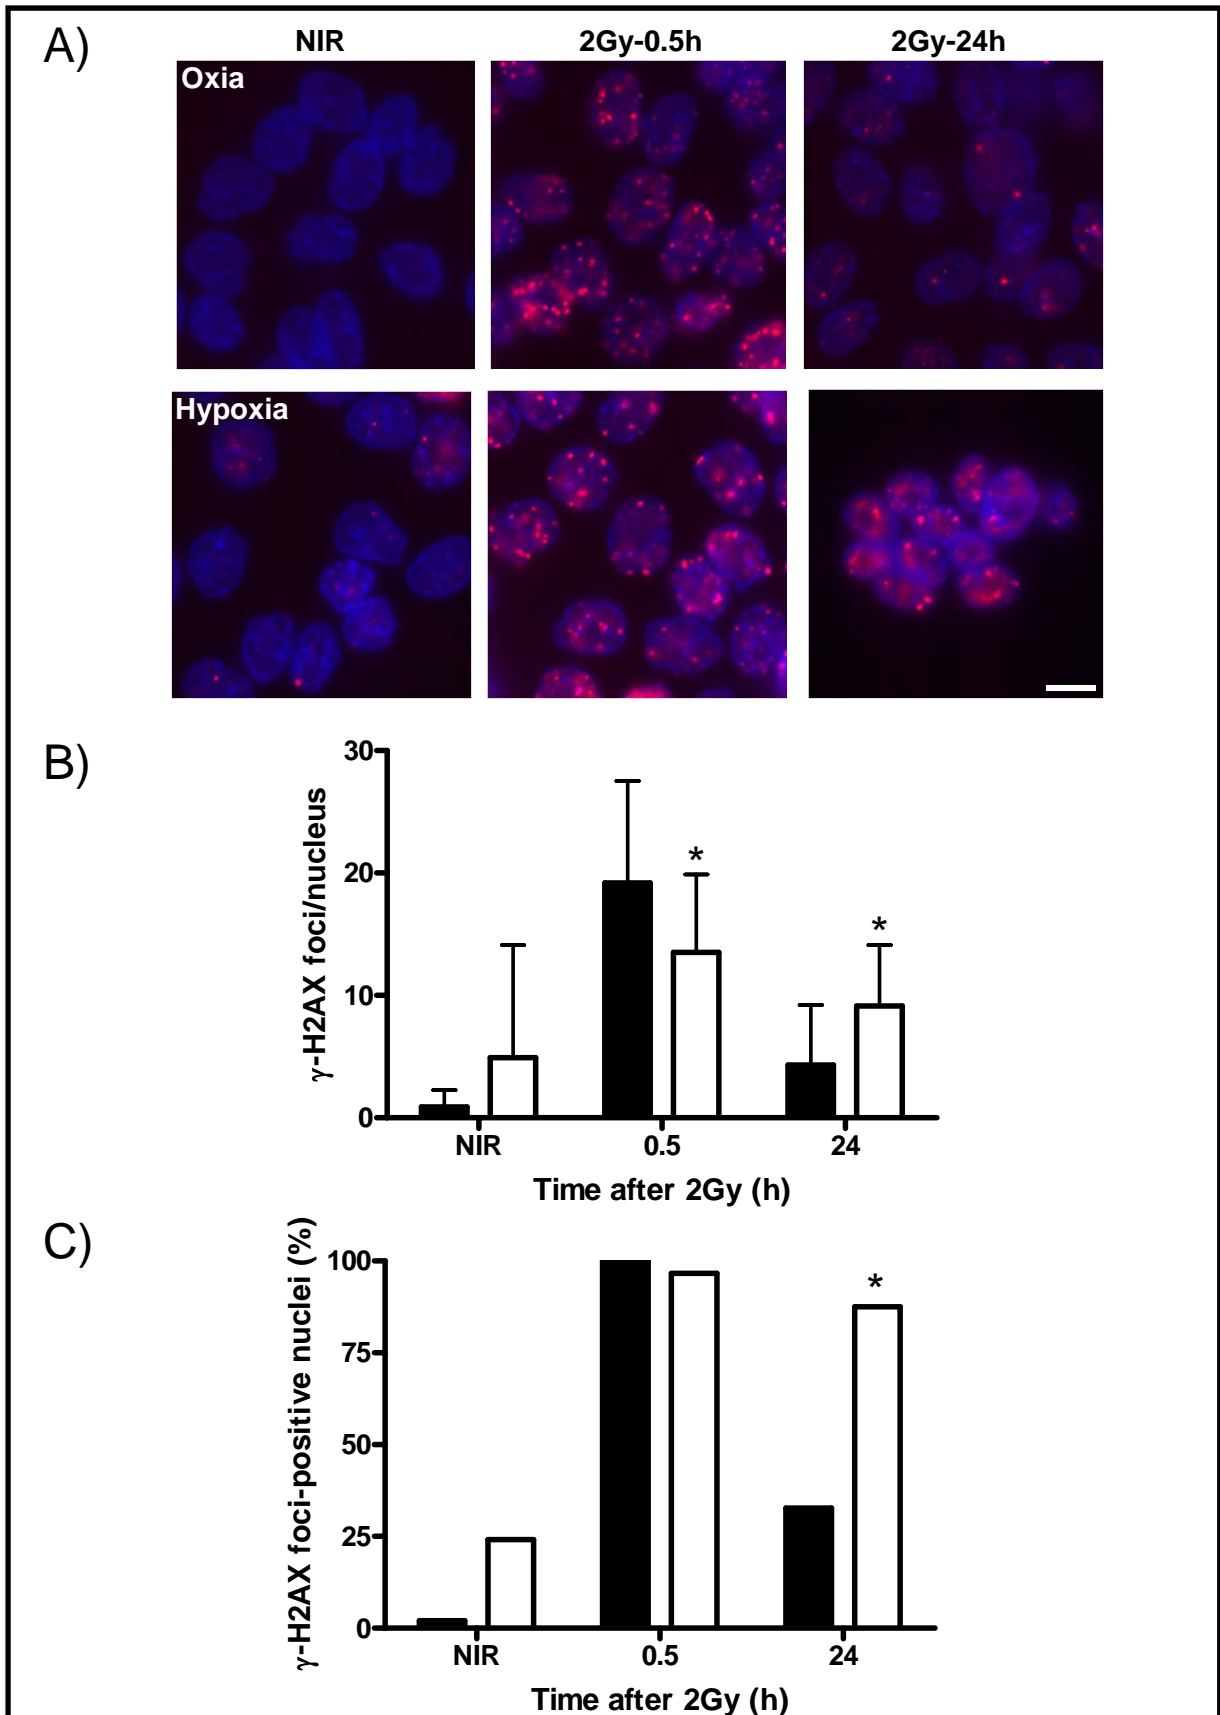 A)
NIR 2Gy-0.5h 2Gy-24h
Oxia
Hypoxia
B)
γ-H2AX foci/nucleus
30
20
10
0
*
*
NIR 0.5 24
Time after 2Gy (h)
C)
γ-H2AX foci-positive nuclei (%)
100
75
50
25
0
*
NIR 0.5 24
Time after 2Gy (h)